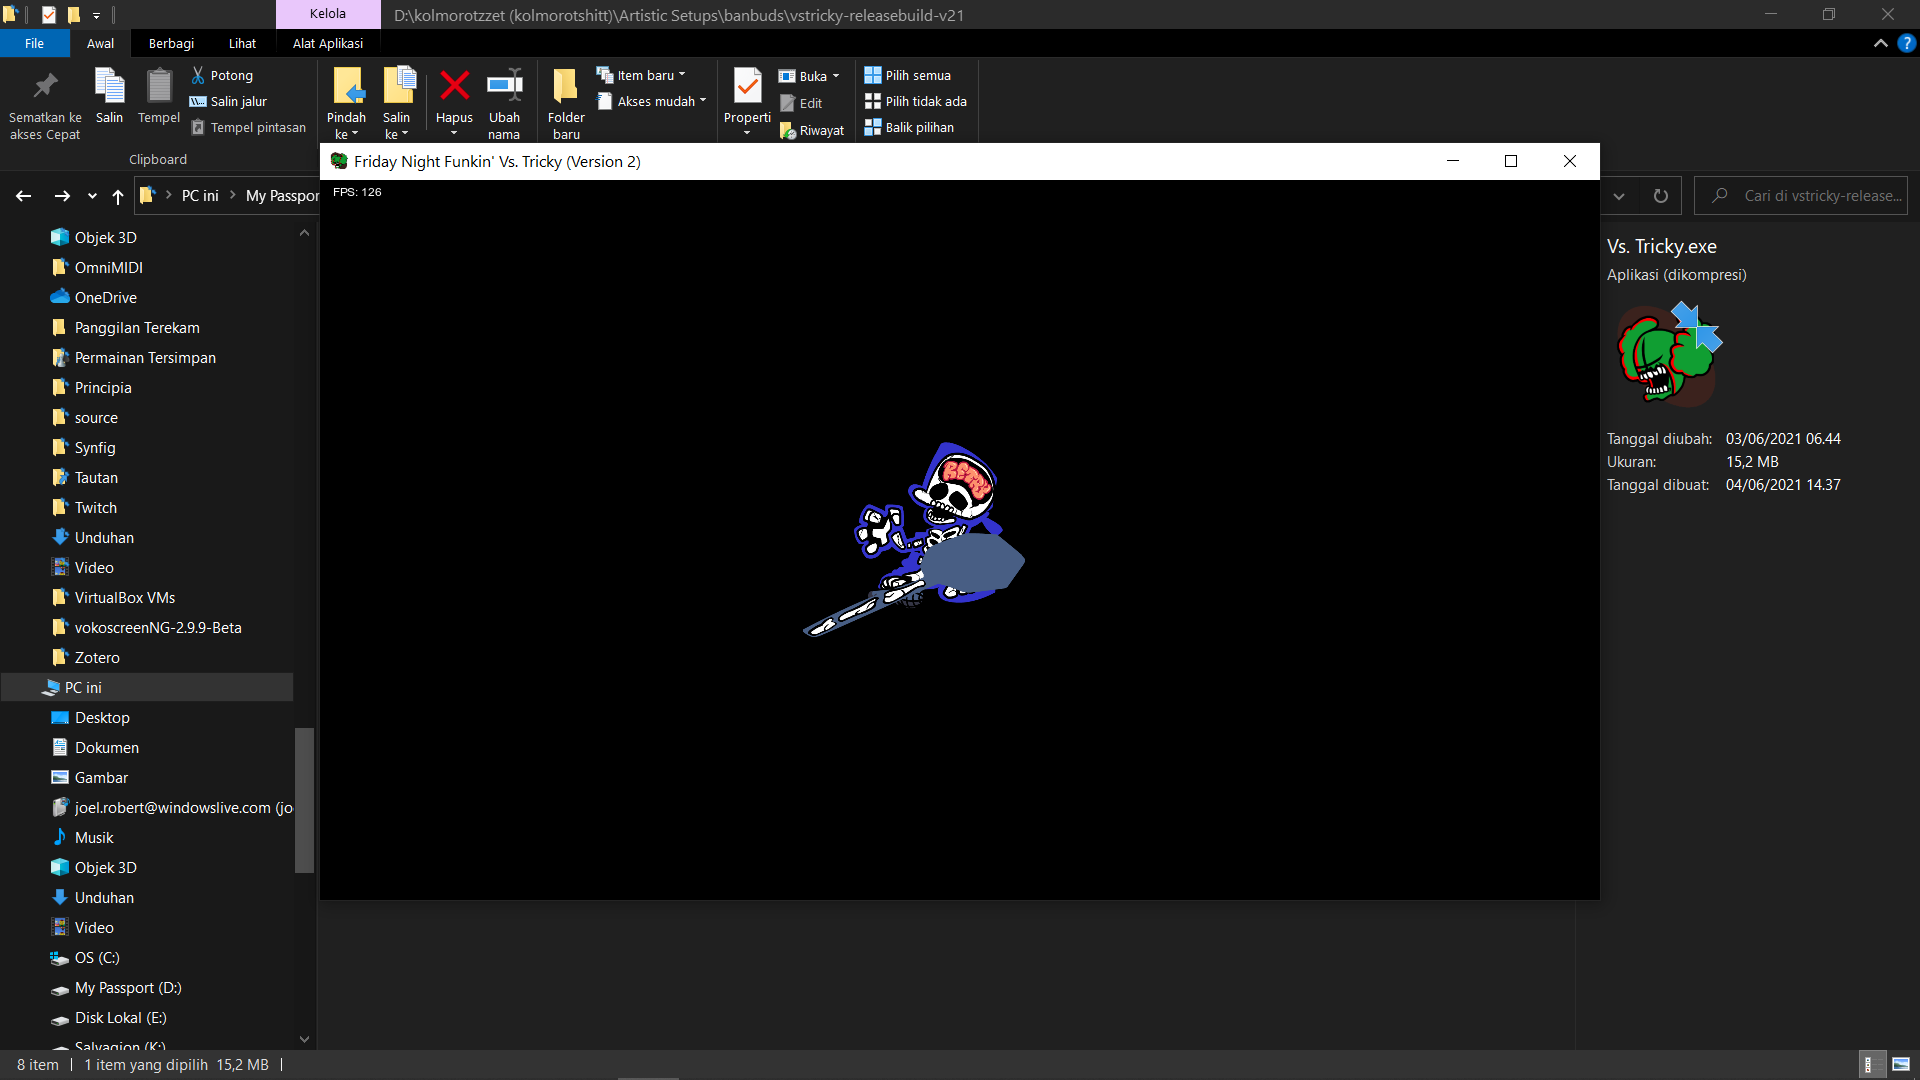 Kelola
D:\kolmorotzzet (kolmorotshitt)\Artistic Setups\banbuds\vstricky-releasebuild-v21
File
Awal
Berbagi
Lihat
Alat Aplikasi
Sematkan ke akses Cepat
Salin
Tempel
Potong
Salin jalur
Tempel pintasan
Clipboard
Pindah ke
Salin ke
Hapus
Ubah nama
Folder baru
Item baru
Akses mudah
Properti
Buka
Edit
Riwayat
Pilih semua
Pilih tidak ada
Balik pilihan
Friday Night Funkin' Vs. Tricky (Version 2)
FPS: 126
RETRY
PC ini
My Passpor
Cari di vstricky-release...
Objek 3D
OmniMIDI
OneDrive
Panggilan Terekam
Permainan Tersimpan
Principia
source
Synfig
Tautan
Twitch
Unduhan
Video
VirtualBox VMs
vokoscreenNG-2.9.9-Beta
Zotero
PC ini
Desktop
Dokumen
Gambar
joel.robert@windowslive.com (jo
Musik
Objek 3D
Unduhan
Video
OS (C:)
My Passport (D:)
Disk Lokal (E:)
Salvagion (K:)
Vs. Tricky.exe
Aplikasi (dikompresi)
Tanggal diubah: 03/06/2021 06.44
Ukuran: 15,2 MB
Tanggal dibuat: 04/06/2021 14.37
8 item
1 item yang dipilih 15,2 MB